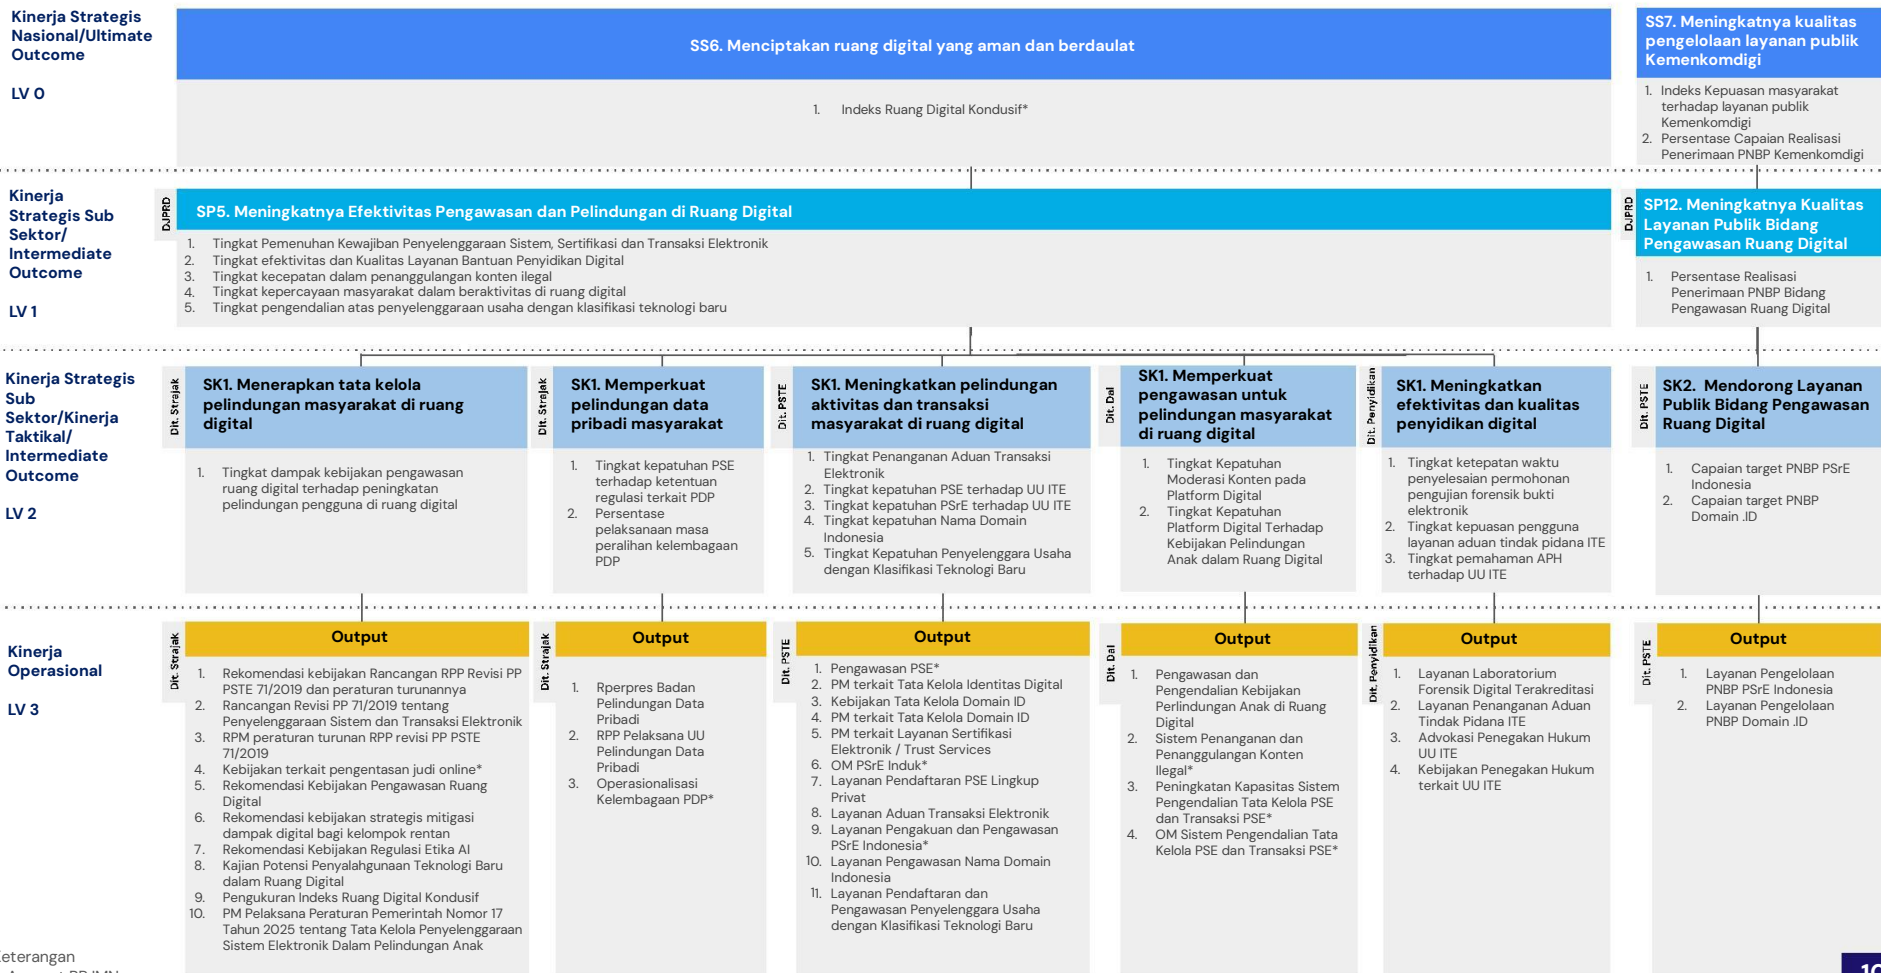 Kinerja Strategis
Nasional/Ultimate
Outcome
LV 0
SS6. Menciptakan ruang digital yang aman dan berdaulat
1. Indeks Ruang Digital Kondusif*
SS7. Meningkatnya kualitas
pengelolaan layanan publik
Kemenkomdigi
1. Indeks Kepuasan masyarakat
terhadap layanan publik
Kemenkomdigi
2. Persentase Capaian Realisasi
Penerimaan PNBP Kemenkomdigi
Kinerja
Strategis Sub
Sektor/
Intermediate
Outcome
LV 1
DJPRD
SP5. Meningkatnya Efektivitas Pengawasan dan Pelindungan di Ruang Digital
1. Tingkat Pemenuhan Kewajiban Penyelenggaraan Sistem, Sertifikasi dan Transaksi Elektronik
2. Tingkat efektivitas dan Kualitas Layanan Bantuan Penyidikan Digital
3. Tingkat kecepatan dalam penanggulangan konten ilegal
4. Tingkat kepercayaan masyarakat dalam beraktivitas di ruang digital
5. Tingkat pengendalian atas penyelenggaraan usaha dengan klasifikasi teknologi baru
DJPRD
SP12. Meningkatnya Kualitas
Layanan Publik Bidang
Pengawasan Ruang Digital
1. Persentase Realisasi
Penerimaan PNBP Bidang
Pengawasan Ruang Digital
Kinerja Strategis
Sub
Sektor/Kinerja
Taktikal/
Intermediate
Outcome
LV 2
Dit. Strajak
SK1. Menerapkan tata kelola
pelindungan masyarakat di ruang
digital
1. Tingkat dampak kebijakan pengawasan
ruang digital terhadap peningkatan
pelindungan pengguna di ruang digital
Dit. Strajak
SK1. Memperkuat
pelindungan data
pribadi masyarakat
1. Tingkat kepatuhan PSE
terhadap ketentuan
regulasi terkait PDP
2. Persentase
pelaksanaan masa
peralihan kelembagaan
PDP
Dit. PSTE
SK1. Meningkatkan pelindungan
aktivitas dan transaksi
masyarakat di ruang digital
1. Tingkat Penanganan Aduan Transaksi
Elektronik
2. Tingkat kepatuhan PSE terhadap UU ITE
3. Tingkat kepatuhan PSrE terhadap UU ITE
4. Tingkat kepatuhan Nama Domain
Indonesia
5. Tingkat Kepatuhan Penyelenggara Usaha
dengan Klasifikasi Teknologi Baru
Dit. Dal
SK1. Memperkuat
pengawasan untuk
pelindungan masyarakat
di ruang digital
1. Tingkat Kepatuhan
Moderasi Konten pada
Platform Digital
2. Tingkat Kepatuhan
Platform Digital Terhadap
Kebijakan Pelindungan
Anak dalam Ruang Digital
Dit. Penyidikan
SK1. Meningkatkan
efektivitas dan kualitas
penyidikan digital
1. Tingkat ketepatan waktu
penyelesaian permohonan
pengujian forensik bukti
elektronik
2. Tingkat kepuasan pengguna
layanan aduan tindak pidana ITE
3. Tingkat pemahaman APH
terhadap UU ITE
Dit. PSTE
SK2. Mendorong Layanan
Publik Bidang Pengawasan
Ruang Digital
1. Capaian target PNBP PSrE
Indonesia
2. Capaian target PNBP
Domain .ID
Kinerja
Operasional
LV 3
Dit. Strajak
Output
1. Rekomendasi kebijakan Rancangan RPP Revisi PP
PSTE 71/2019 dan peraturan turunannya
2. Rancangan Revisi PP 71/2019 tentang
Penyelenggaraan Sistem dan Transaksi Elektronik
3. RPM peraturan turunan RPP revisi PP PSTE
71/2019
4. Kebijakan terkait pengentasan judi online*
5. Rekomendasi Kebijakan Pengawasan Ruang
Digital
6. Rekomendasi kebijakan strategis mitigasi
dampak digital bagi kelompok rentan
7. Rekomendasi Kebijakan Regulasi Etika AI
8. Kajian Potensi Penyalahgunaan Teknologi Baru
dalam Ruang Digital
9. Pengukuran Indeks Ruang Digital Kondusif
10. PM Pelaksana Peraturan Pemerintah Nomor 17
Tahun 2025 tentang Tata Kelola Penyelenggaraan
Sistem Elektronik Dalam Pelindungan Anak
Dit. Strajak
Output
1. Rperpres Badan
Pelindungan Data
Pribadi
2. RPP Pelaksana UU
Pelindungan Data
Pribadi
3. Operasionalisasi
Kelembagaan PDP*
Dit. PSTE
Output
1. Pengawasan PSE*
2. PM terkait Tata Kelola Identitas Digital
3. Kebijakan Tata Kelola Domain ID
4. PM terkait Tata Kelola Domain ID
5. PM terkait Layanan Sertifikasi
Elektronik / Trust Services
6. OM PSrE Induk*
7. Layanan Pendaftaran PSE Lingkup
Privat
8. Layanan Aduan Transaksi Elektronik
9. Layanan Pengakuan dan Pengawasan
PSrE Indonesia*
10. Layanan Pengawasan Nama Domain
Indonesia
11. Layanan Pendaftaran dan
Pengawasan Penyelenggara Usaha
dengan Klasifikasi Teknologi Baru
Dit. Dal
Output
1. Pengawasan dan
Pengendalian Kebijakan
Perlindungan Anak di Ruang
Digital
2. Sistem Penanganan dan
Penanggulangan Konten
Ilegal*
3. Peningkatan Kapasitas Sistem
Pengendalian Tata Kelola PSE
dan Transaksi PSE*
4. OM Sistem Pengendalian Tata
Kelola PSE dan Transaksi PSE*
Dit. Penyidikan
Output
1. Layanan Laboratorium
Forensik Digital Terakreditasi
2. Layanan Penanganan Aduan
Tindak Pidana ITE
3. Advokasi Penegakan Hukum
UU ITE
4. Kebijakan Penegakan Hukum
terkait UU ITE
Dit. PSTE
Output
1. Layanan Pengelolaan
PNBP PSrE Indonesia
2. Layanan Pengelolaan
PNBP Domain .ID
eterangan